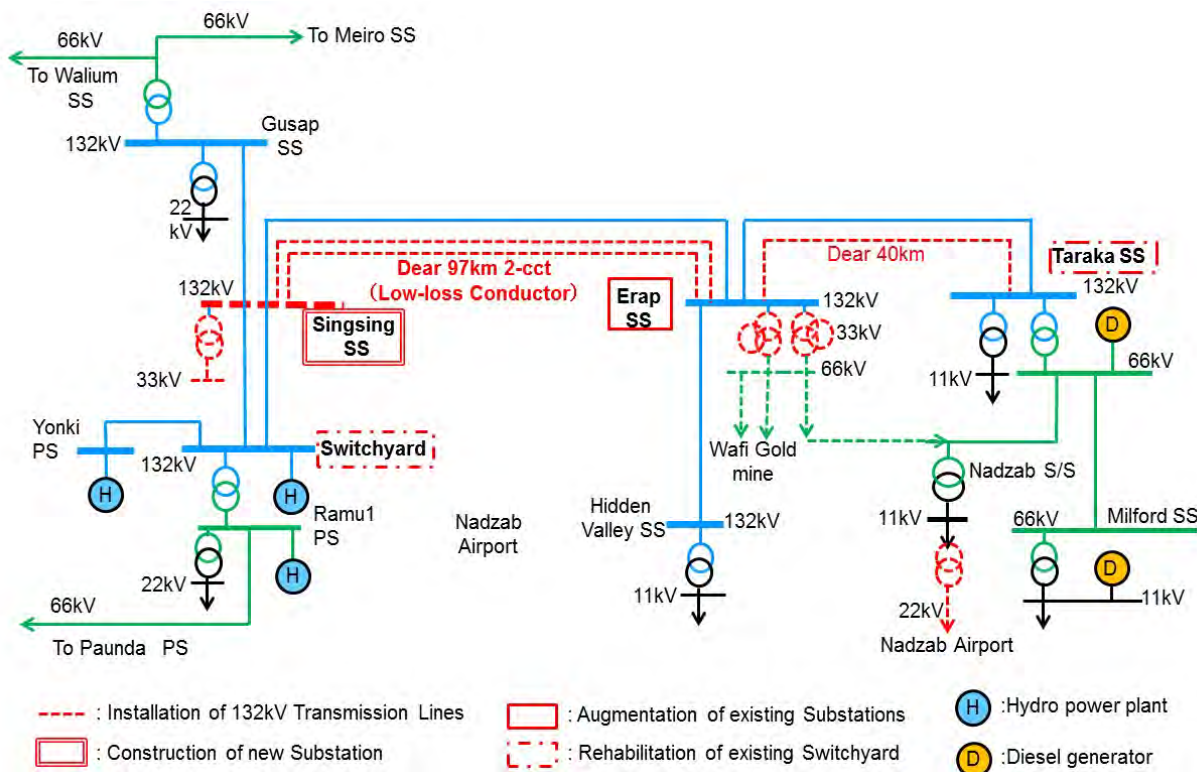 66kV
66kV
To Meiro SS
To Walium
SS
132kV
Gusap
SS
22
kV
132kV
Dear 97km 2-cct
(Low-loss Conductor)
Singsing
SS
33kV
Erap
SS
132kV
33kV
66kV
Dear 40km
Taraka SS
132kV
D
11kV
66kV
Wafi Gold
mine
Nadzab S/S
11kV
22kV
Nadzab Airport
Yonki
PS
H
132kV
Switchyard
H
Ramu1
PS
22kV
H
66kV
To Paunda PS
Nadzab
Airport
Hidden
Valley SS
132kV
11kV
66kV
Milford SS
D
11kV
: Installation of 132kV Transmission Lines
: Augmentation of existing Substations
H :Hydro power plant
: Construction of new Substation
: Rehabilitation of existing Switchyard
D :Diesel generator